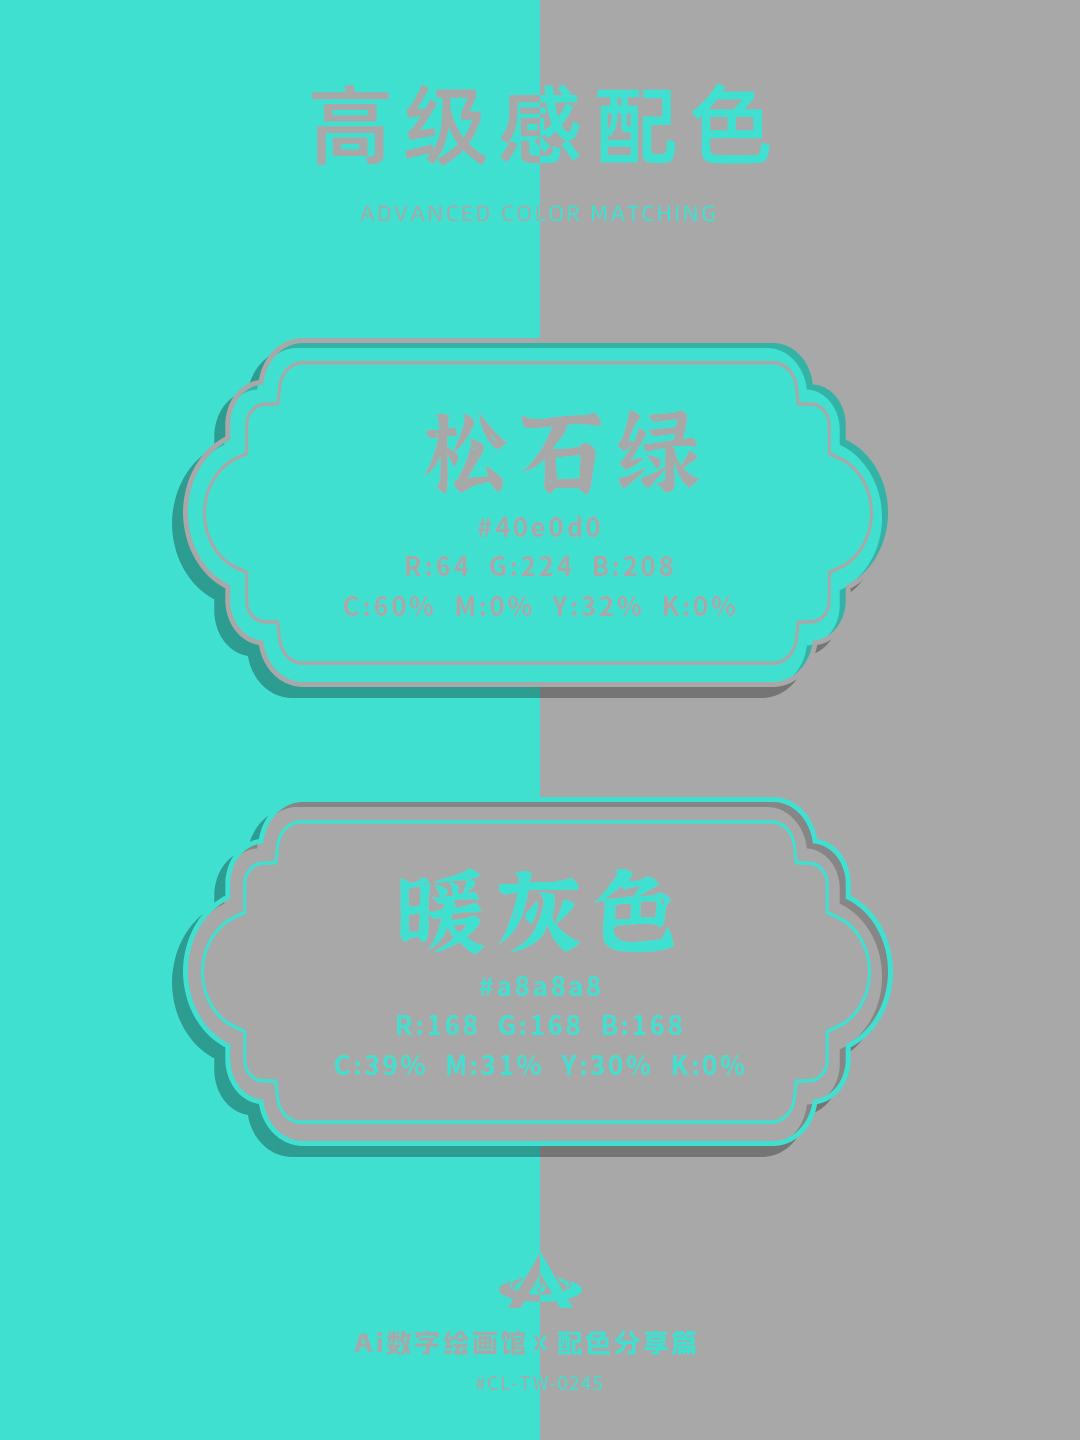 高级感配色
ADVANCED COLOR MATCHING
松石绿
#40e0d0
R:64 G:224 B:208
C:60% M:0% Y:32% K:0%
暖灰色
#a8a8a8
R:168 G:168 B:168
C:39% M:31% Y:30% K:0%
Ai数字绘画馆 × 配色分享篇
#CL-TW-0245